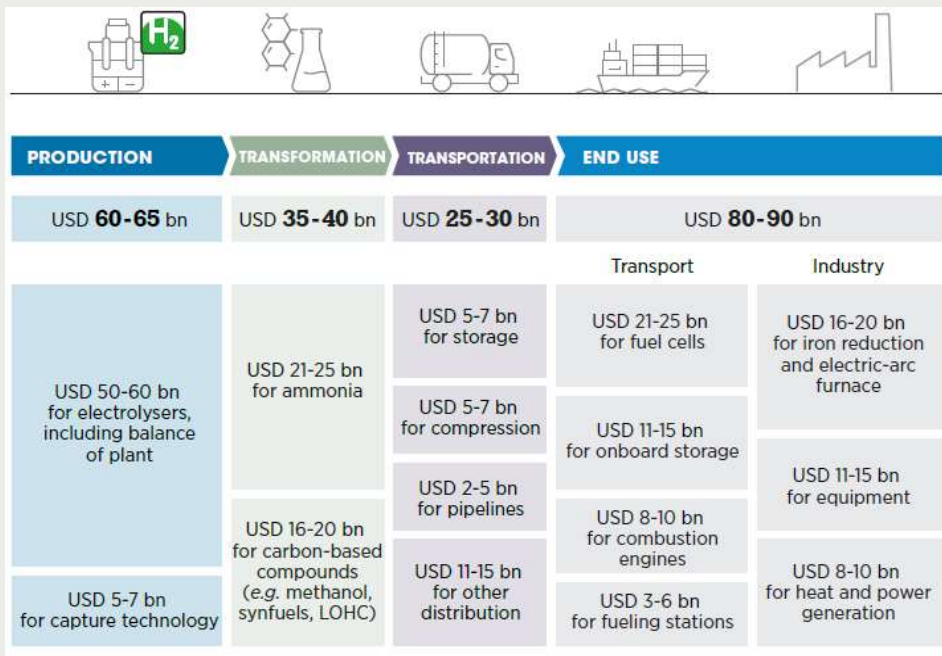 H2
+ −
PRODUCTION
TRANSFORMATION
TRANSPORTATION
END USE
USD 60-65 bn
USD 35-40 bn
USD 25-30 bn
USD 80-90 bn
Transport
Industry
USD 50-60 bn
for electrolysers,
including balance
of plant
USD 5-7 bn
for capture technology
USD 21-25 bn
for ammonia
USD 16-20 bn
for carbon-based
compounds
(e.g. methanol,
synfuels, LOHC)
USD 5-7 bn
for storage
USD 5-7 bn
for compression
USD 2-5 bn
for pipelines
USD 11-15 bn
for other
distribution
USD 21-25 bn
for fuel cells
USD 11-15 bn
for onboard storage
USD 8-10 bn
for combustion
engines
USD 3-6 bn
for fueling stations
USD 16-20 bn
for iron reduction
and electric-arc
furnace
USD 11-15 bn
for equipment
USD 8-10 bn
for heat and power
generation